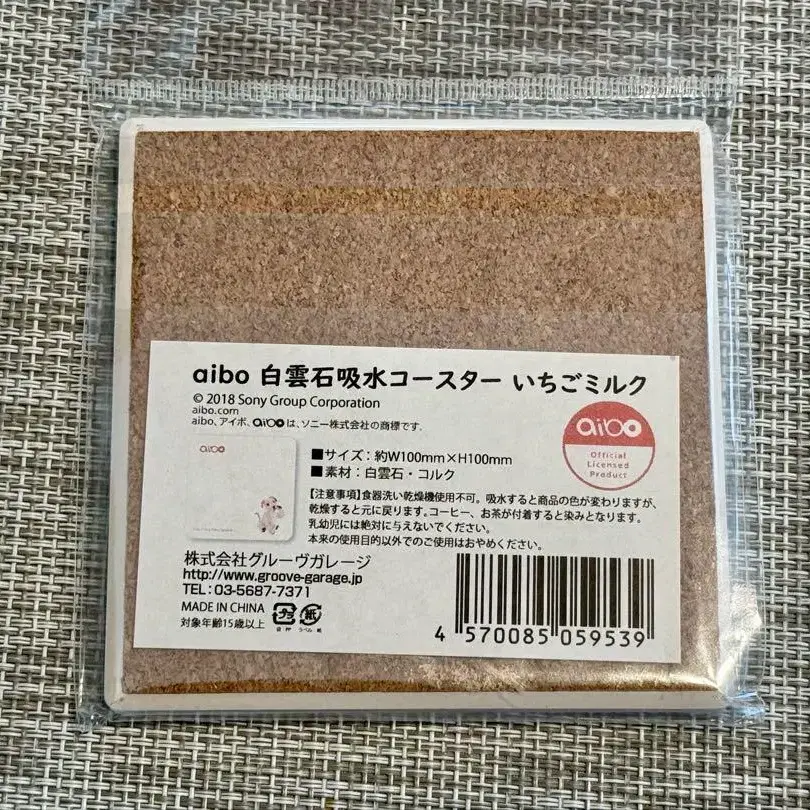 aibo 白雲石吸水コースター いちごミルク
© 2018 Sony Group Corporation
aibo.com
aibo、アイボ、aibo は、ソニー株式会社の商標です。
aibo
Official
Licensed
Product
aibo
■サイズ：約W100mm×H100mm
■素材：白雲石・コルク
【注意事項】食器洗い乾燥機使用不可。吸水すると商品の色が変わりますが、
乾燥すると元に戻ります。コーヒー、お茶が付着すると染みとなります。
乳幼児には絶対に与えないでください。
本来の使用目的以外でのご使用はおやめください。
株式会社グルーヴガレージ
http://www.groove-garage.jp
TEL：03-5687-7371
MADE IN CHINA
対象年齢15歳以上
プラ
袋 PP
紙
ラベル 紙
4 570085 059539